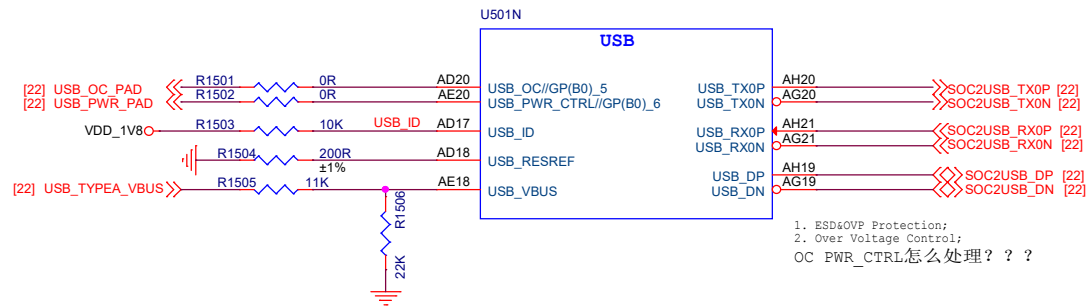 U501N
USB
[22] USB_OC_PAD R1501 0R AD20 USB_OC//GP(B0)_5 USB_TX0P AH20 SOC2USB_TX0P [22]
[22] USB_PWR_PAD R1502 0R AE20 USB_PWR_CTRL//GP(B0)_6 USB_TX0N AG20 SOC2USB_TX0N [22]
VDD_1V8 R1503 10K USB_ID AD17 USB_ID USB_RX0P AH21 SOC2USB_RX0P [22]
USB_RX0N AG21 SOC2USB_RX0N [22]
R1504 200R AD18 USB_RESREF
±1%
[22] USB_TYPEA_VBUS R1505 11K AE18 USB_VBUS USB_DP AH19 SOC2USB_DP [22]
USB_DN AG19 SOC2USB_DN [22]
R1506
22K
1. ESD&OVP Protection;
2. Over Voltage Control;
OC PWR_CTRL怎么处理？？？